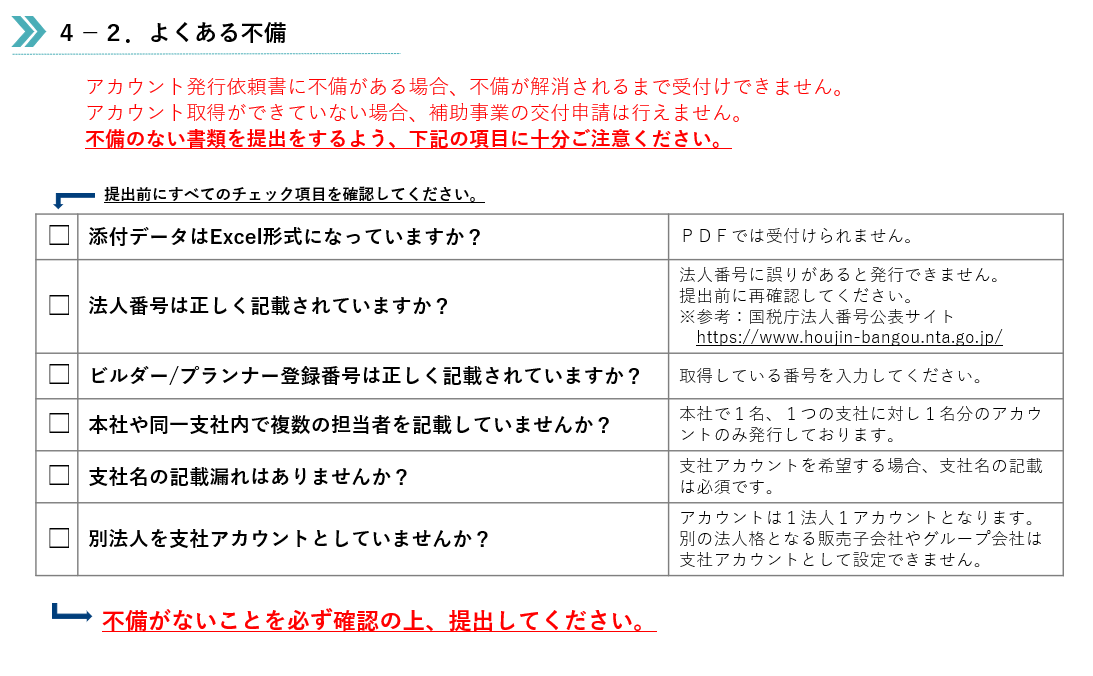 ４－２．よくある不備
アカウント発行依頼書に不備がある場合、不備が解消されるまで受付けできません。
アカウント取得ができていない場合、補助事業の交付申請は行えません。
不備のない書類を提出をするよう、下記の項目に十分ご注意ください。
提出前にすべてのチェック項目を確認してください。
□ 添付データはExcel形式になっていますか？
ＰＤＦでは受付けられません。
□ 法人番号は正しく記載されていますか？
法人番号に誤りがあると発行できません。
提出前に再確認してください。
※参考：国税庁法人番号公表サイト
https://www.houjin-bangou.nta.go.jp/
□ ビルダー/プランナー登録番号は正しく記載されていますか？
取得している番号を入力してください。
□ 本社や同一支社内で複数の担当者を記載していませんか？
本社で１名、１つの支社に対し１名分のアカウ
ントのみ発行しております。
□ 支社名の記載漏れはありませんか？
支社アカウントを希望する場合、支社名の記載
は必須です。
□ 別法人を支社アカウントとしていませんか？
アカウントは１法人１アカウントとなります。
別の法人格となる販売子会社やグループ会社は
支社アカウントとして設定できません。
不備がないことを必ず確認の上、提出してください。